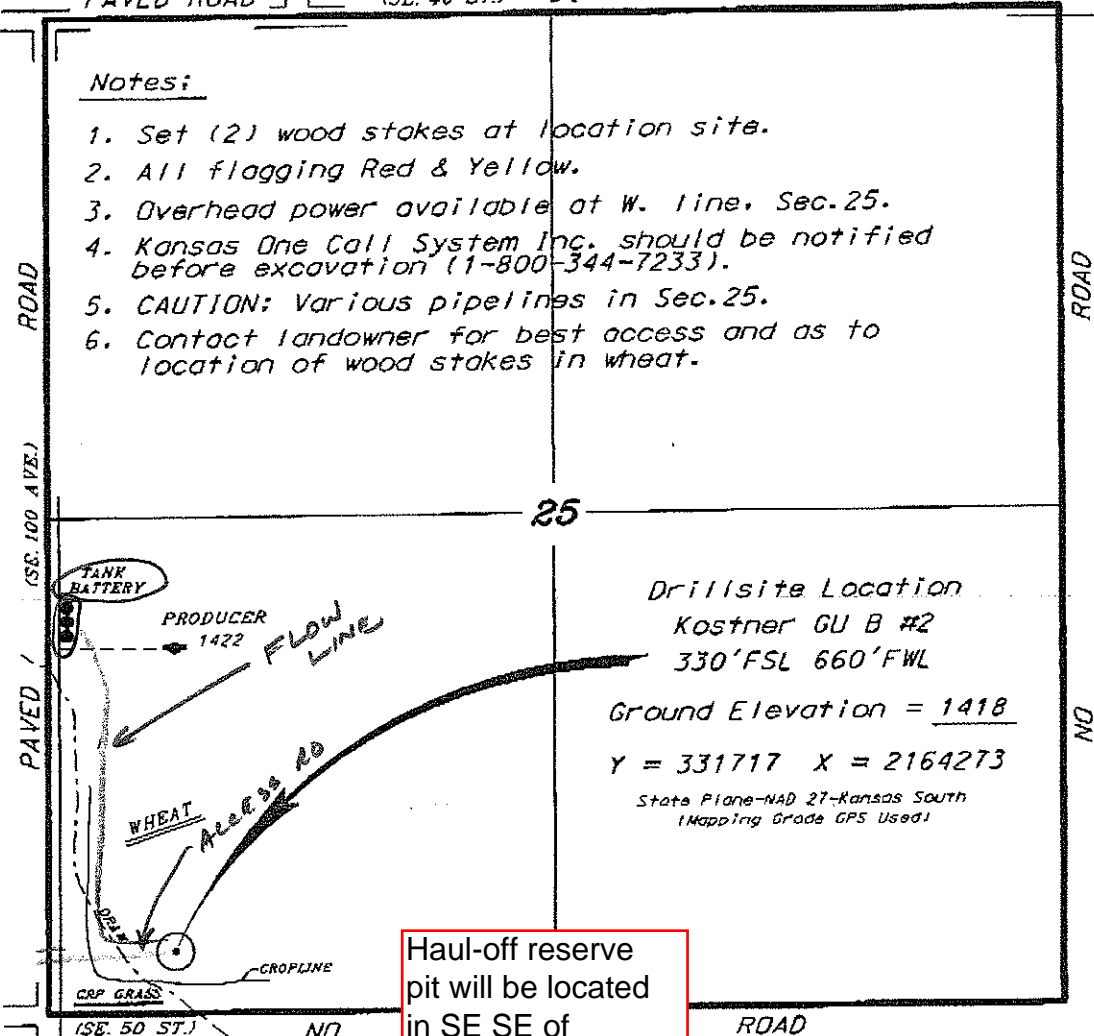 PAVED ROAD (SE. 40 ST.)
Notes:
1. Set (2) wood stakes at location site.
2. All flagging Red & Yellow.
3. Overhead power available at W. line, Sec.25.
4. Kansas One Call System Inc. should be notified
before excavation (1-800-344-7233).
5. CAUTION: Various pipelines in Sec.25.
6. Contact landowner for best access and as to
location of wood stakes in wheat.
ROAD
(SE. 100 AVE.)
PAVED /
ROAD
NO
25
TANK
BATTERY
PRODUCER
1422
FLOW
LINE
Drillsite Location
Kostner GU B #2
330'FSL 660'FWL
Ground Elevation = 1418
Y = 331717 X = 2164273
State Plane-NAD 27-Kansas South
(Mapping Grade GPS Used)
WHEAT
ACCESS RD
CROPLINE
CRP GRASS
Haul-off reserve
pit will be located
in SE SE of
(SE. 50 ST.) NO ROAD